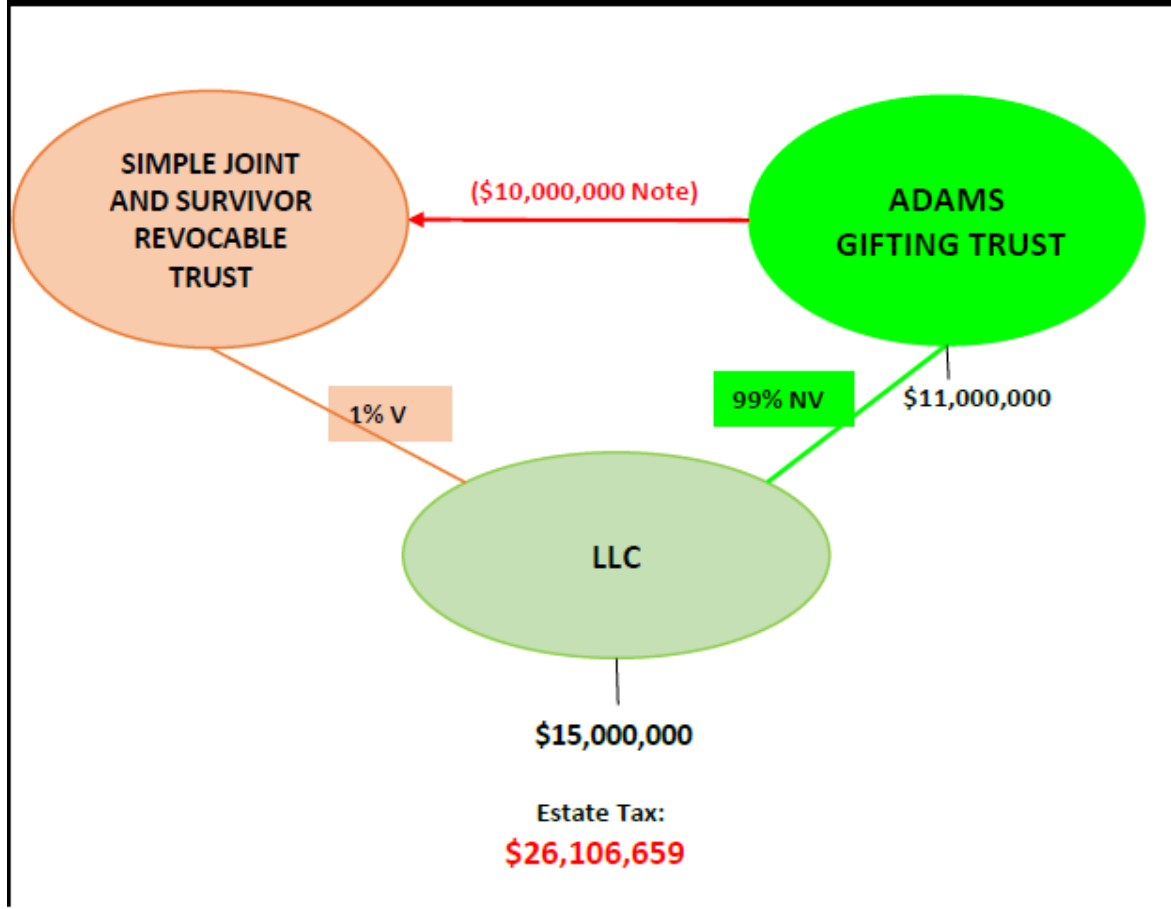 SIMPLE JOINT
AND SURVIVOR
REVOCABLE
TRUST
($10,000,000 Note)
ADAMS
GIFTING TRUST
1% V
99% NV
$11,000,000
LLC
$15,000,000
Estate Tax:
$26,106,659